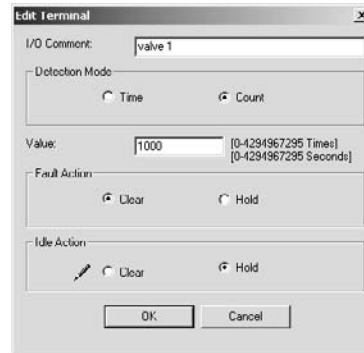 Edit Terminal
I/O Comment: valve 1
Detection Mode
Time Count
Value: 1000 [0-4294967295 Times]
[0-4294967295 Seconds]
Fault Action
Clear Hold
Idle Action
Clear Hold
OK Cancel